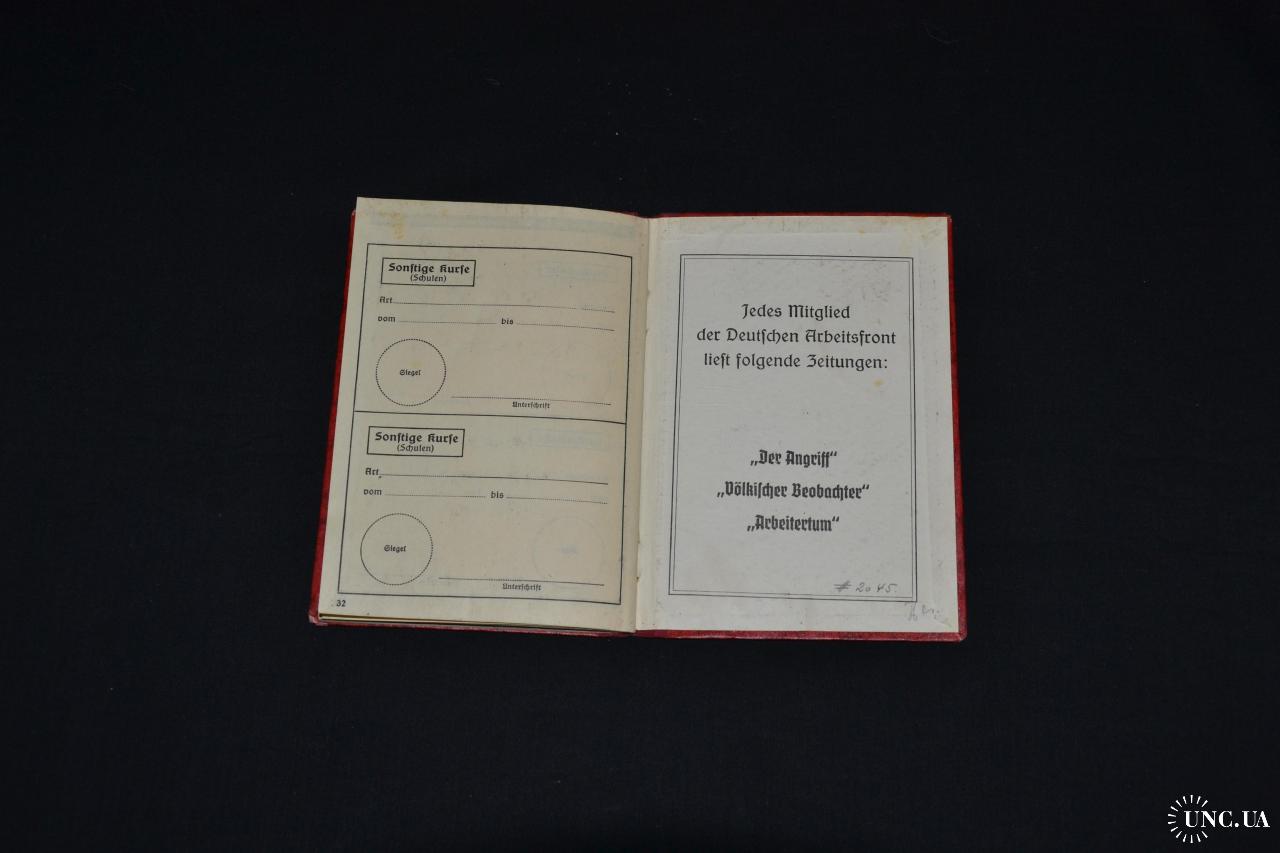 Sonstige Kurse
(Schulen)
Art
vom bis
Siegel
Unterschrift
Sonstige Kurse
(Schulen)
Art
vom bis
Siegel
Unterschrift
32
Jedes Mitglied
der Deutschen Arbeitsfront
liest folgende Zeitungen:
„Der Angriff“
„Völkischer Beobachter“
„Arbeitertum“
# 2045.
UNC.UA